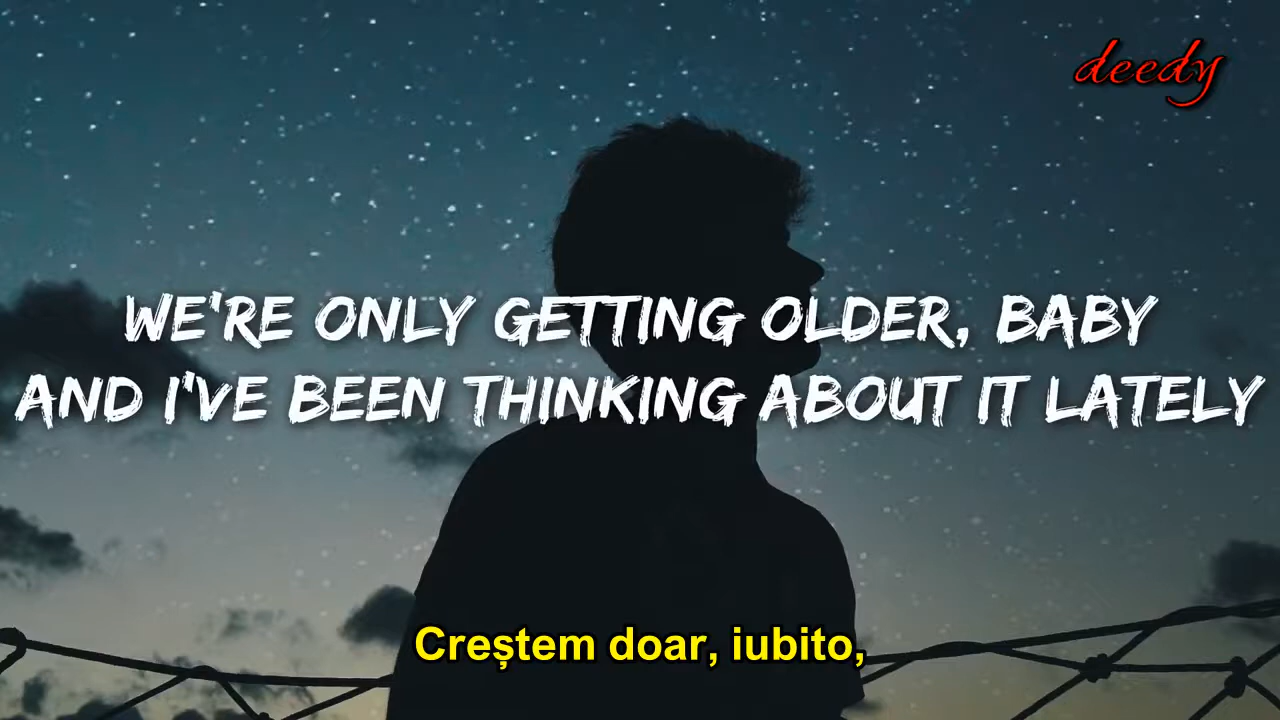 deedy
WE'RE ONLY GETTING OLDER, BABY
AND I'VE BEEN THINKING ABOUT IT LATELY
Creștem doar, iubito,